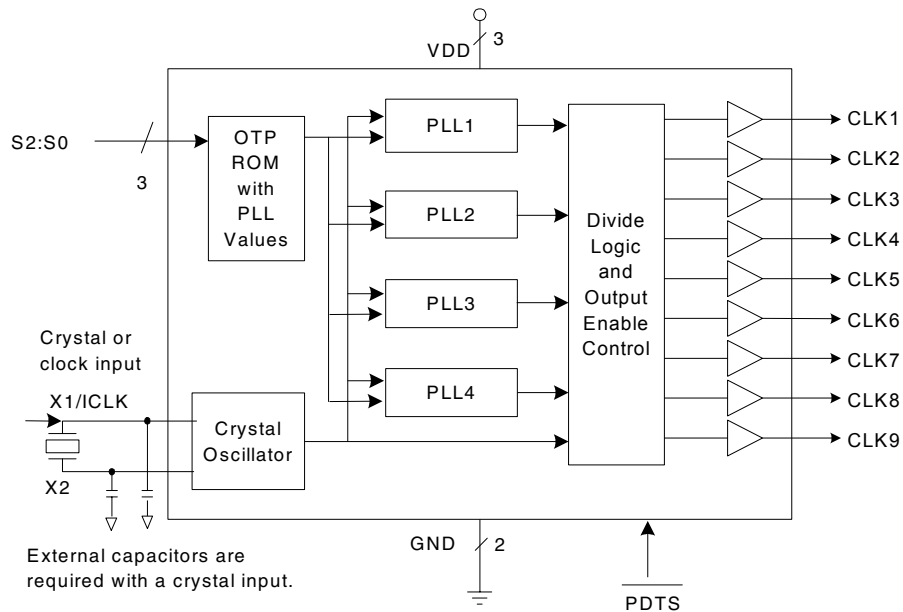 VDD
3
S2:S0
3
OTP
ROM
with
PLL
Values
PLL1
PLL2
PLL3
PLL4
Divide
Logic
and
Output
Enable
Control
CLK1
CLK2
CLK3
CLK4
CLK5
CLK6
CLK7
CLK8
CLK9
Crystal or
clock input
X1/ICLK
X2
Crystal
Oscillator
External capacitors are
required with a crystal input.
GND
2
PDTS